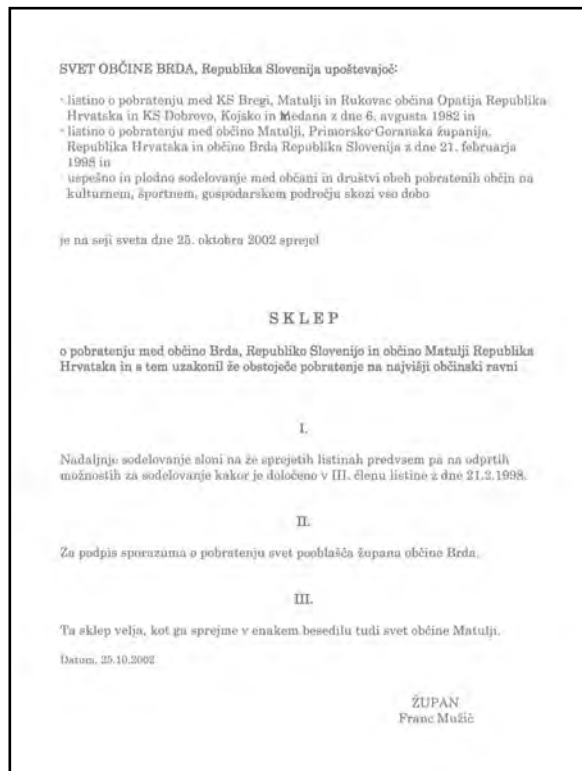 SVET OBČINE BRDA, Republika Slovenija upoštevajoč:
- listino o pobratenju med KS Bregi, Matulji in Rukovac občina Opatija Republika
Hrvatska in KS Dobrovo, Kojsko in Medana z dne 6. avgusta 1982 in
- listino o pobratenju med občino Matulji, Primorsko-Goranska županija,
Republika Hrvatska in občino Brda Republika Slovenija z dne 21. februarja
1998 in
- uspešno in plodno sodelovanje med občani in društvi obeh pobratenih občin na
kulturnem, športnem, gospodarskem področju skozi vso dobo
je na seji sveta dne 25. oktobra 2002 sprejel
SKLEP
o pobratenju med občino Brda, Republiko Slovenijo in občino Matulji Republika
Hrvatska in s tem uzakonil že obstoječe pobratenje na najvišji občinski ravni
I.
Nadaljnje sodelovanje sloni na že sprejetih listinah predvsem pa na odprtih
možnostih za sodelovanje kakor je določeno v III. členu listine z dne 21.2.1998.
II.
Za podpis sporazuma o pobratenju svet pooblašča župana občine Brda.
III.
Ta sklep velja, kot ga sprejme v enakem besedilu tudi svet občine Matulji.
Datum, 25.10.2002
ŽUPAN
Franc Mužič